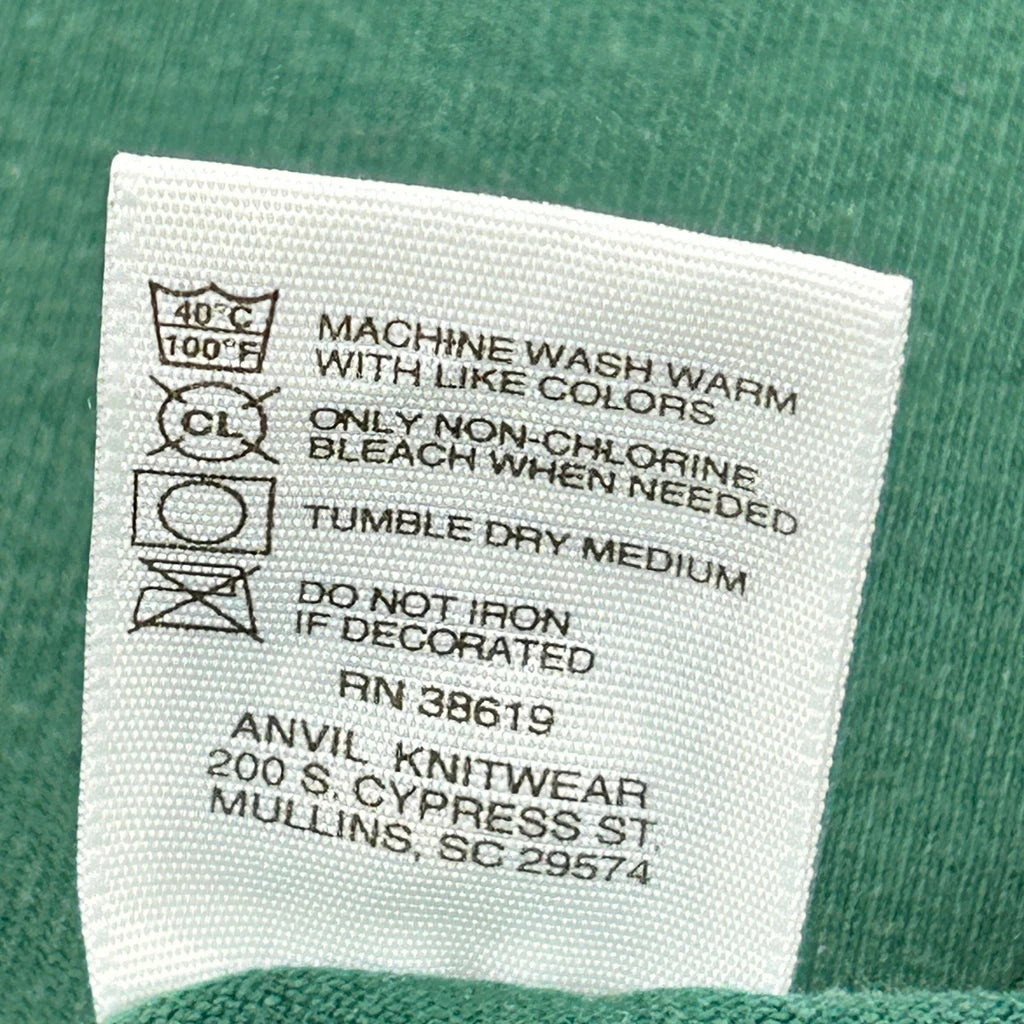 40°C
100°F
MACHINE WASH WARM
WITH LIKE COLORS
CL
ONLY NON-CHLORINE
BLEACH WHEN NEEDED
TUMBLE DRY MEDIUM
DO NOT IRON
IF DECORATED
RN 38619
ANVIL KNITWEAR
200 S. CYPRESS ST.
MULLINS, SC 29574